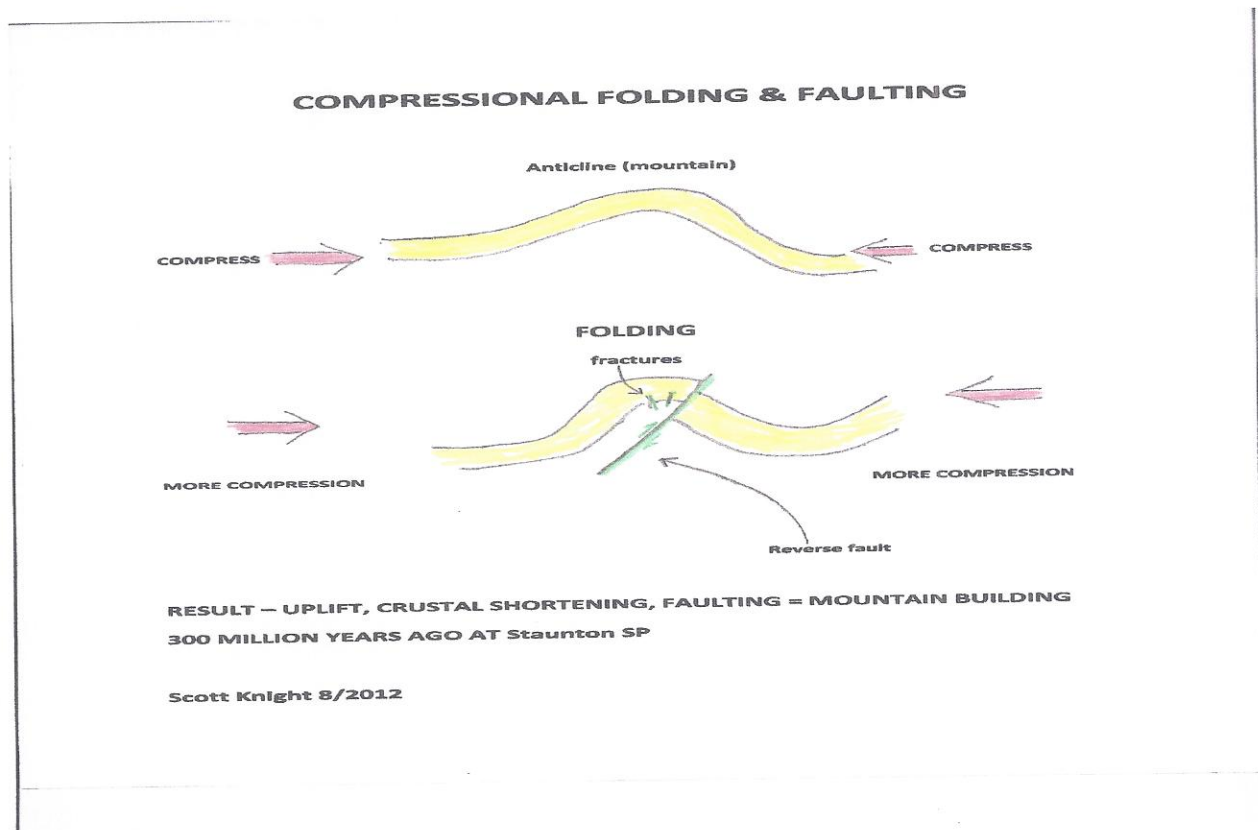 COMPRESSIONAL FOLDING & FAULTING
Anticline (mountain)
COMPRESS
COMPRESS
FOLDING
fractures
MORE COMPRESSION
MORE COMPRESSION
Reverse fault
RESULT – UPLIFT, CRUSTAL SHORTENING, FAULTING = MOUNTAIN BUILDING
300 MILLION YEARS AGO AT Staunton SP
Scott Knight 8/2012